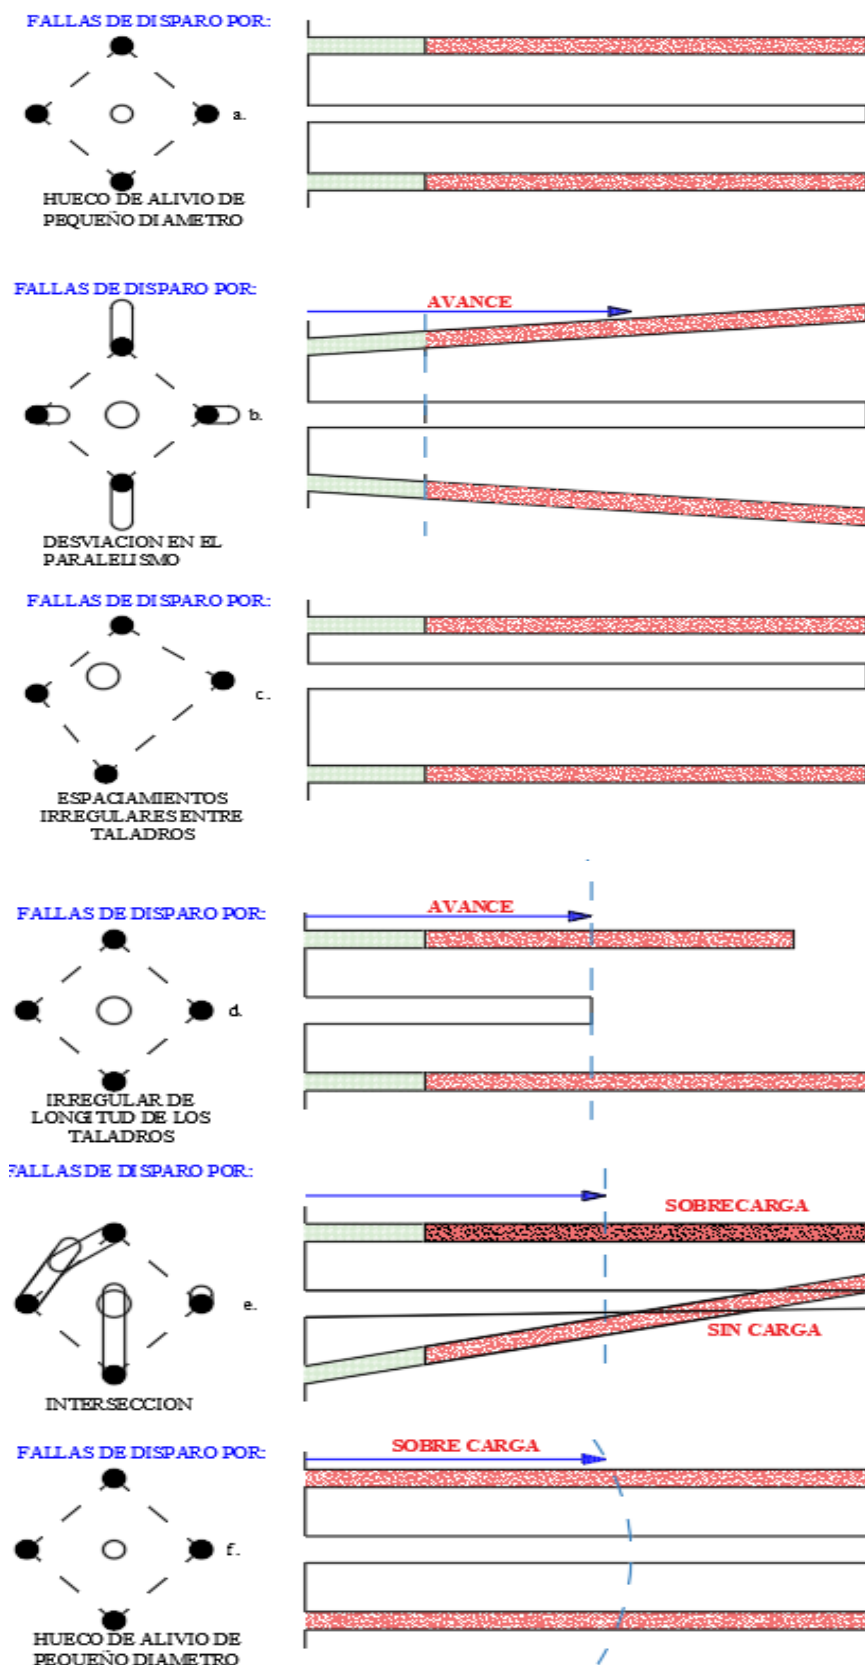 FALLAS DE DISPARO POR:
a.
HUECO DE ALIVIO DE
PEQUEÑO DIAMETRO
FALLAS DE DISPARO POR:
AVANCE
b.
DESVIACION EN EL
PARALELISMO
FALLAS DE DISPARO POR:
c.
ESPACIAMIENTOS
IRREGULARES ENTRE
TALADROS
FALLAS DE DISPARO POR:
AVANCE
d.
IRREGULAR DE
LONGITUD DE LOS
TALADROS
FALLAS DE DISPARO POR:
SOBRECARGA
e.
SIN CARGA
INTERSECCION
FALLAS DE DISPARO POR:
SOBRE CARGA
f.
HUECO DE ALIVIO DE
PEQUEÑO DIAMETRO